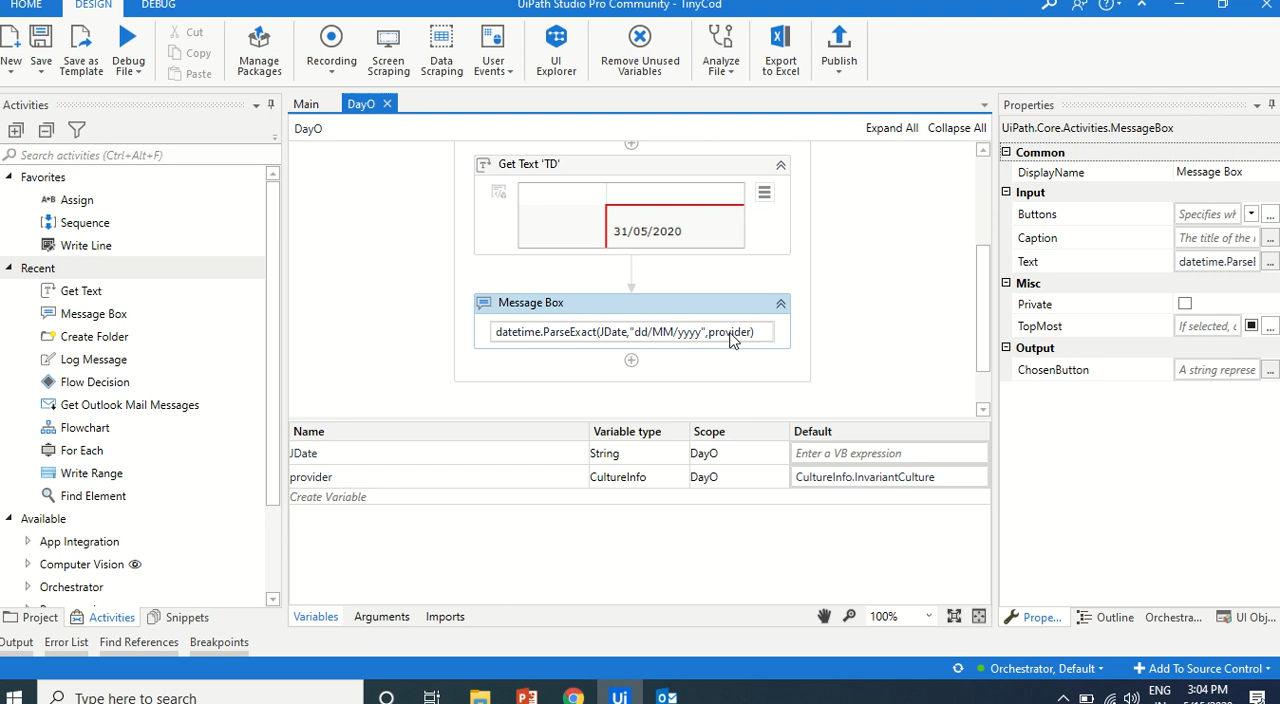 HOME DESIGN DEBUG UiPath Studio Pro Community - TinyCod
New Save Save as Template Debug File Cut Copy Paste Manage Packages Recording Screen Scraping Data Scraping User Events UI Explorer Remove Unused Variables Analyze File Export to Excel Publish
Activities
Search activities (Ctrl+Alt+F)
Favorites
Assign
Sequence
Write Line
Recent
Get Text
Message Box
Create Folder
Log Message
Flow Decision
Get Outlook Mail Messages
Flowchart
For Each
Write Range
Find Element
Available
App Integration
Computer Vision
Orchestrator
Project Activities Snippets
Main DayO
DayO Expand All Collapse All
Get Text 'TD'
31/05/2020
Message Box
datetime.ParseExact(JDate,"dd/MM/yyyy",provider)
Name Variable type Scope Default
JDate String DayO Enter a VB expression
provider CultureInfo DayO CultureInfo.InvariantCulture
Create Variable
Variables Arguments Imports 100%
Properties
UiPath.Core.Activities.MessageBox
Common
DisplayName Message Box
Input
Buttons Specifies wh ...
Caption The title of the ...
Text datetime.Parsel ...
Misc
Private
TopMost If selected, ...
Output
ChosenButton A string represe ...
Prope... Outline Orchestra... UI Obj...
Output Error List Find References Breakpoints
Orchestrator, Default Add To Source Control
Type here to search
ENG 3:04 PM